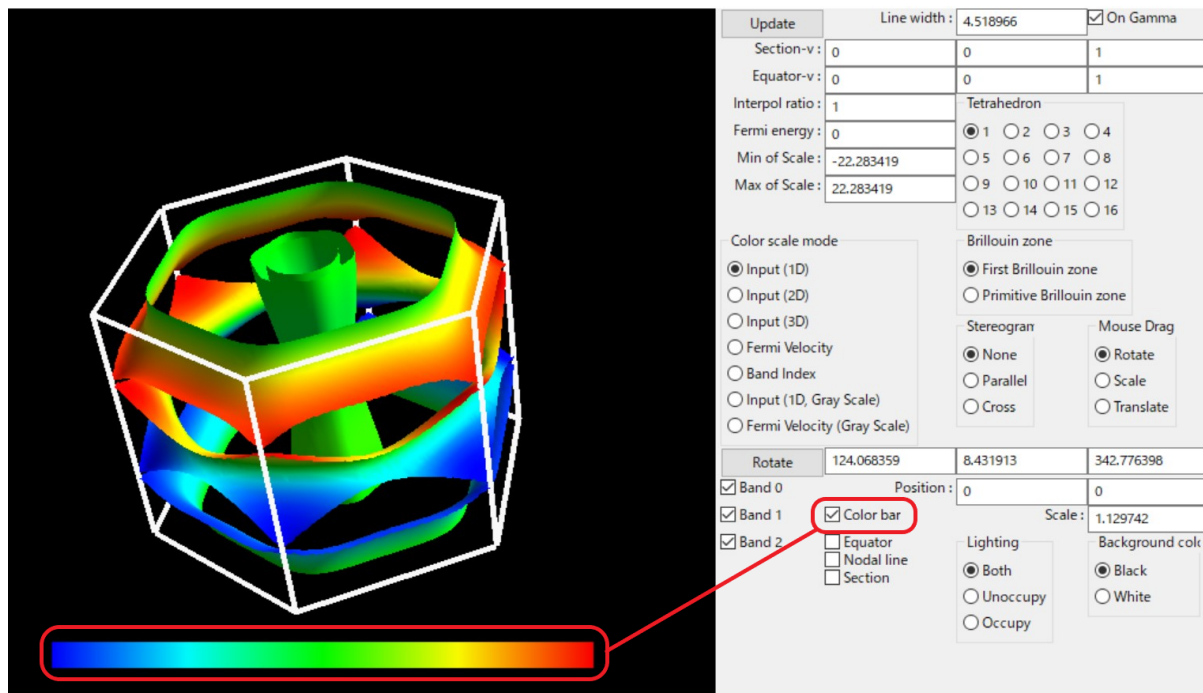 Update Line width : 4.518966 On Gamma
Section-v : 0 0 1
Equator-v : 0 0 1
Interpol ratio : 1 Tetrahedron
Fermi energy : 0 1 2 3 4
Min of Scale : -22.283419 5 6 7 8
Max of Scale : 22.283419 9 10 11 12
13 14 15 16
Color scale mode Brillouin zone
Input (1D) First Brillouin zone
Input (2D) Primitive Brillouin zone
Input (3D) Stereogram Mouse Drag
Fermi Velocity None Rotate
Band Index Parallel Scale
Input (1D, Gray Scale) Cross Translate
Fermi Velocity (Gray Scale)
Rotate 124.068359 8.431913 342.776398
Band 0 Position : 0 0
Band 1 Color bar Scale : 1.129742
Band 2 Equator Lighting Background colo
Nodal line Both Black
Section Unoccupy White
Occupy